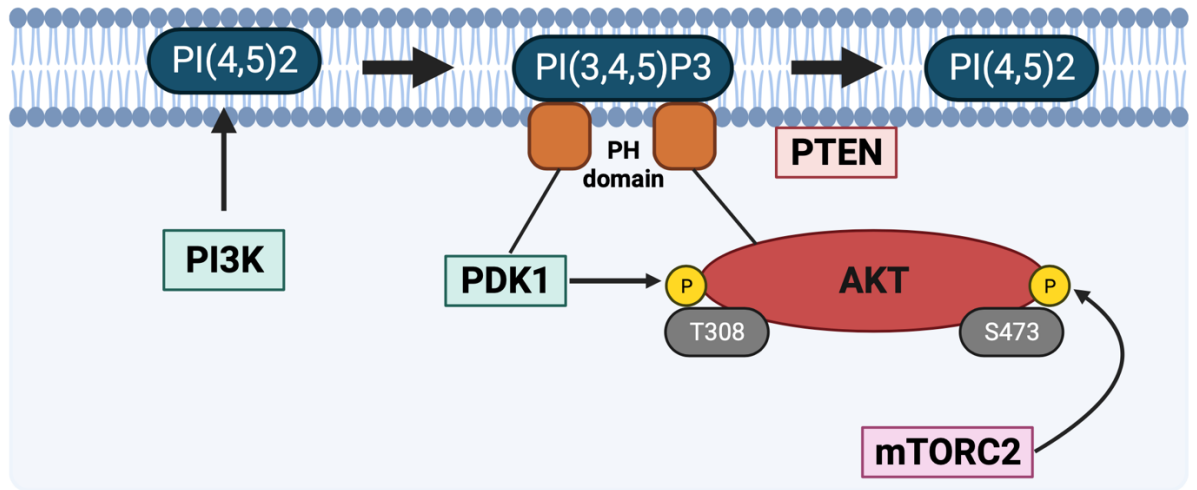 PI(4,5)2
PI(3,4,5)P3
PI(4,5)2
PH
domain
PTEN
PI3K
PDK1
P
AKT
P
T308
S473
mTORC2